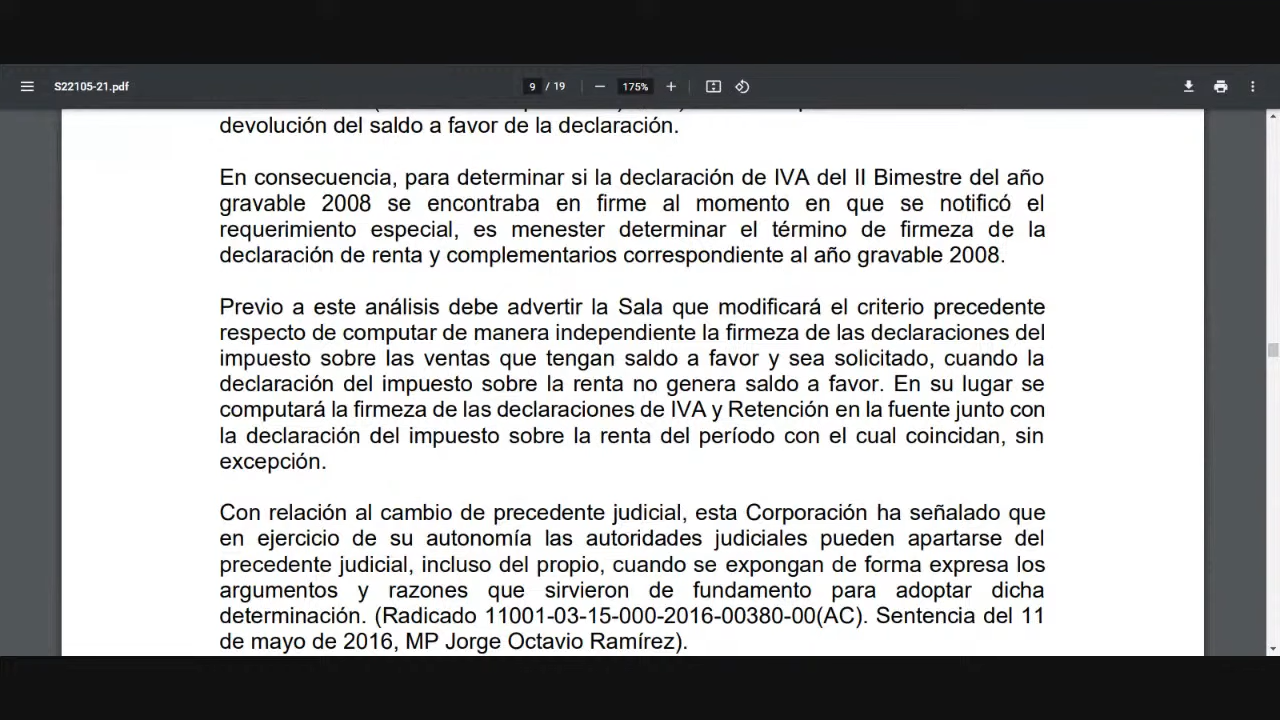 S22105-21.pdf
9 / 19
175%
devolución del saldo a favor de la declaración.
En consecuencia, para determinar si la declaración de IVA del II Bimestre del año
gravable 2008 se encontraba en firme al momento en que se notificó el
requerimiento especial, es menester determinar el término de firmeza de la
declaración de renta y complementarios correspondiente al año gravable 2008.
Previo a este análisis debe advertir la Sala que modificará el criterio precedente
respecto de computar de manera independiente la firmeza de las declaraciones del
impuesto sobre las ventas que tengan saldo a favor y sea solicitado, cuando la
declaración del impuesto sobre la renta no genera saldo a favor. En su lugar se
computará la firmeza de las declaraciones de IVA y Retención en la fuente junto con
la declaración del impuesto sobre la renta del período con el cual coincidan, sin
excepción.
Con relación al cambio de precedente judicial, esta Corporación ha señalado que
en ejercicio de su autonomía las autoridades judiciales pueden apartarse del
precedente judicial, incluso del propio, cuando se expongan de forma expresa los
argumentos y razones que sirvieron de fundamento para adoptar dicha
determinación. (Radicado 11001-03-15-000-2016-00380-00(AC). Sentencia del 11
de mayo de 2016, MP Jorge Octavio Ramírez).